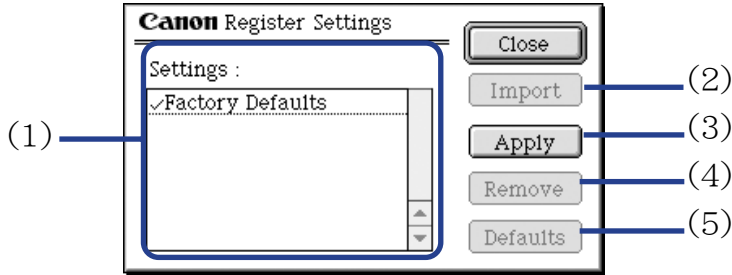 Canon Register Settings
Close
Settings :
Import
(2)
✓Factory Defaults
(3)
Apply
(1)
(4)
Remove
(5)
Defaults